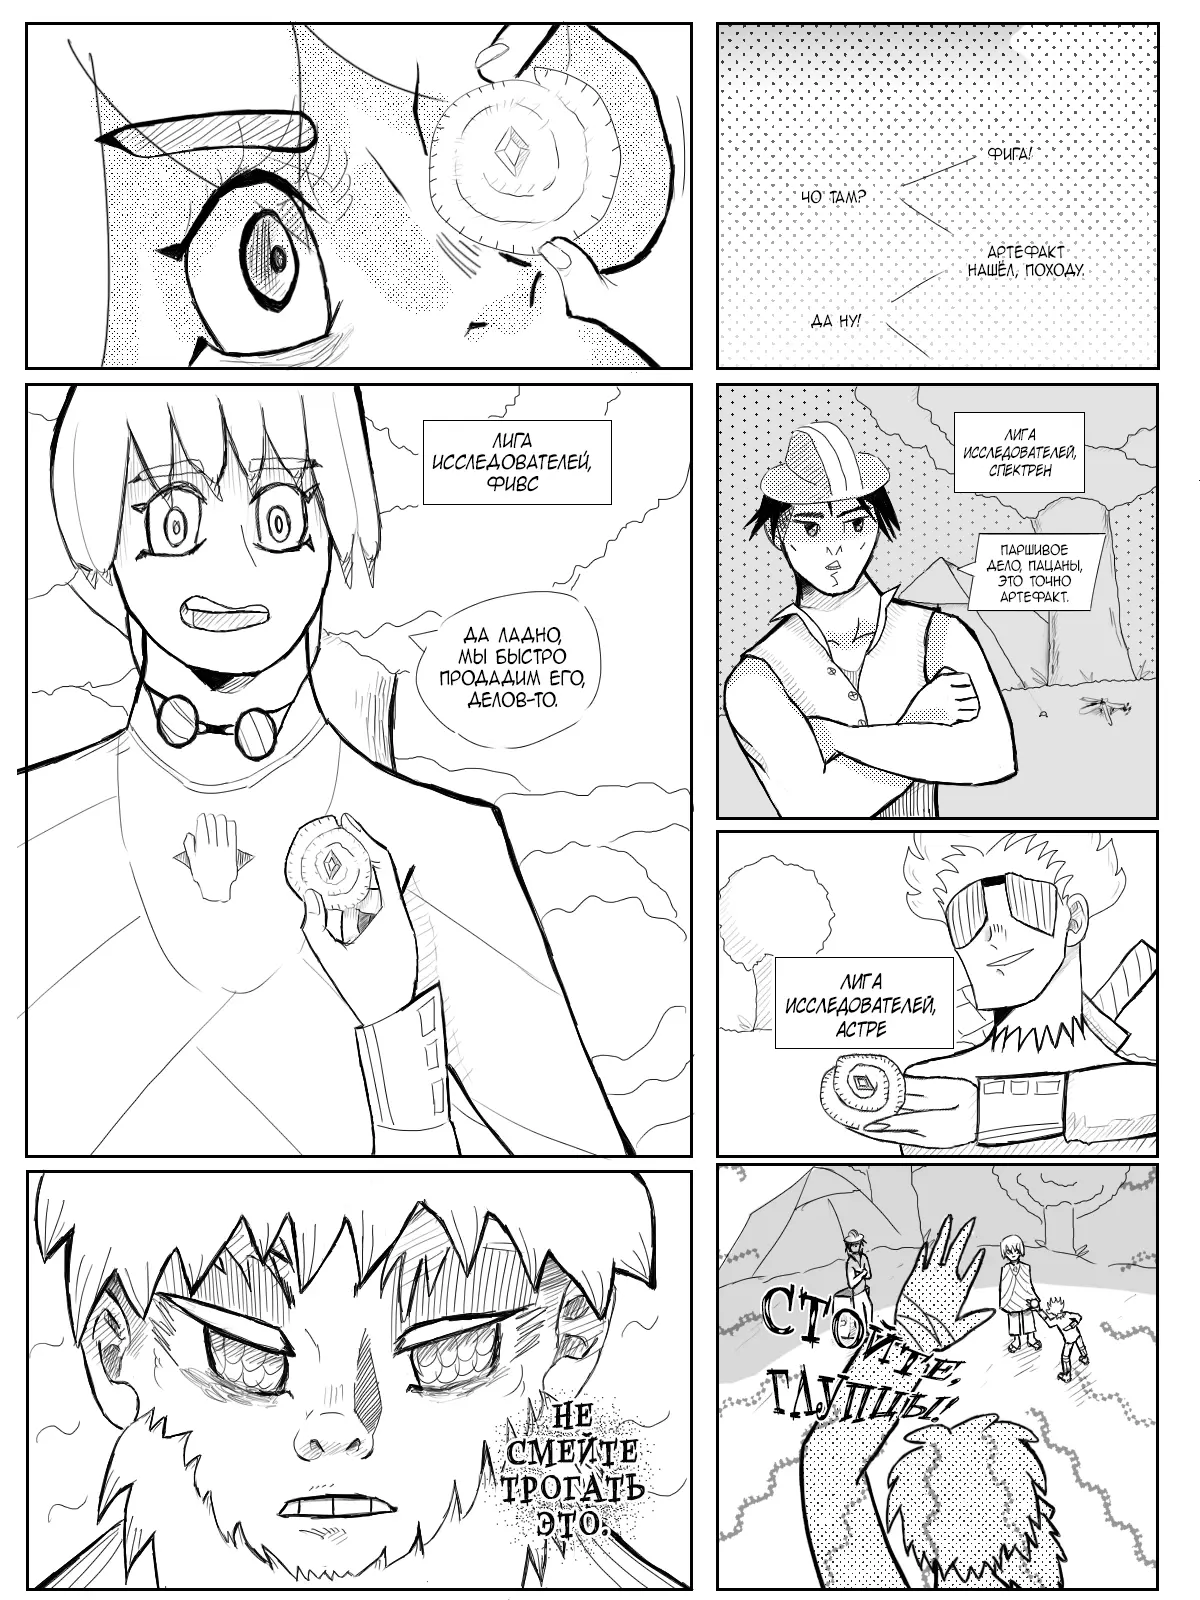 ФИГА!
ЧО ТАМ?
АРТЕФАКТ
НАШЁЛ, ПОХОДУ.
ДА НУ!
ЛИГА
ИССЛЕДОВАТЕЛЕЙ,
ФИВС
ДА ЛАДНО,
МЫ БЫСТРО
ПРОДАДИМ ЕГО,
ДЕЛОВ-ТО.
ЛИГА
ИССЛЕДОВАТЕЛЕЙ,
СПЕКТРЕН
ПАРШИВОЕ
ДЕЛО, ПАЦАНЫ,
ЭТО ТОЧНО
АРТЕФАКТ.
ЛИГА
ИССЛЕДОВАТЕЛЕЙ,
АСТРЕ
НЕ
СМЕЙТЕ
ТРОГАТЬ
ЭТО.
СТОЙТЕ,
ГЛУПЦЫ!